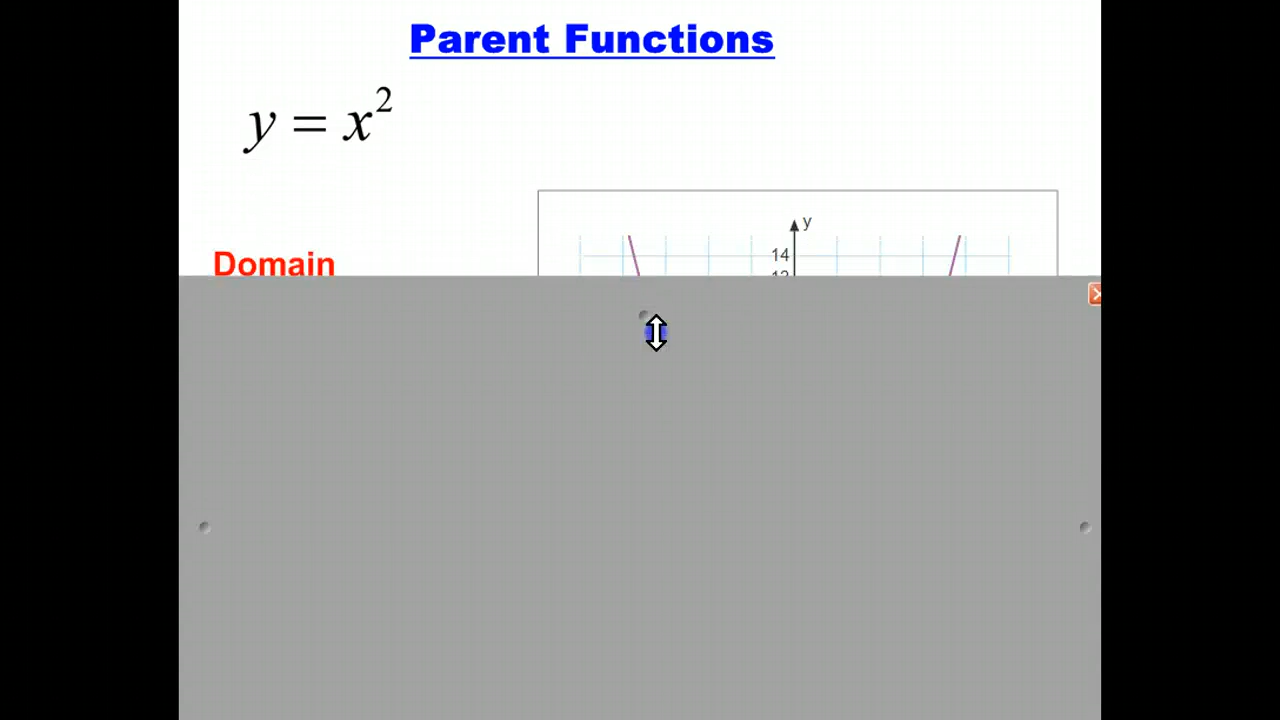 Parent Functions
y = x²
y
Domain
14